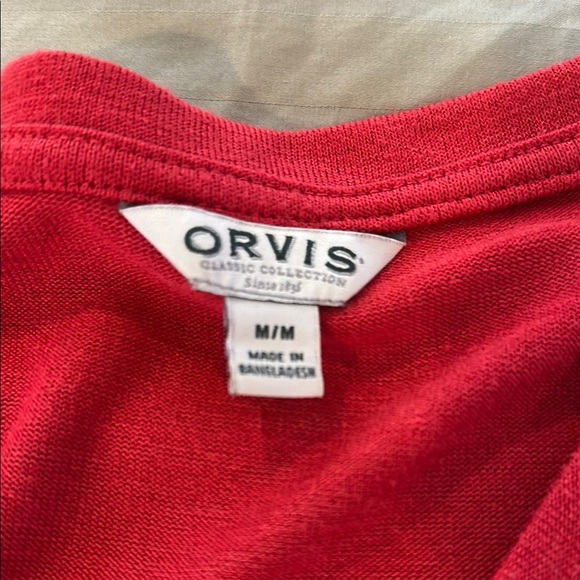 ORVIS
CLASSIC COLLECTION
Since 1856
M/M
MADE IN
BANGLADESH